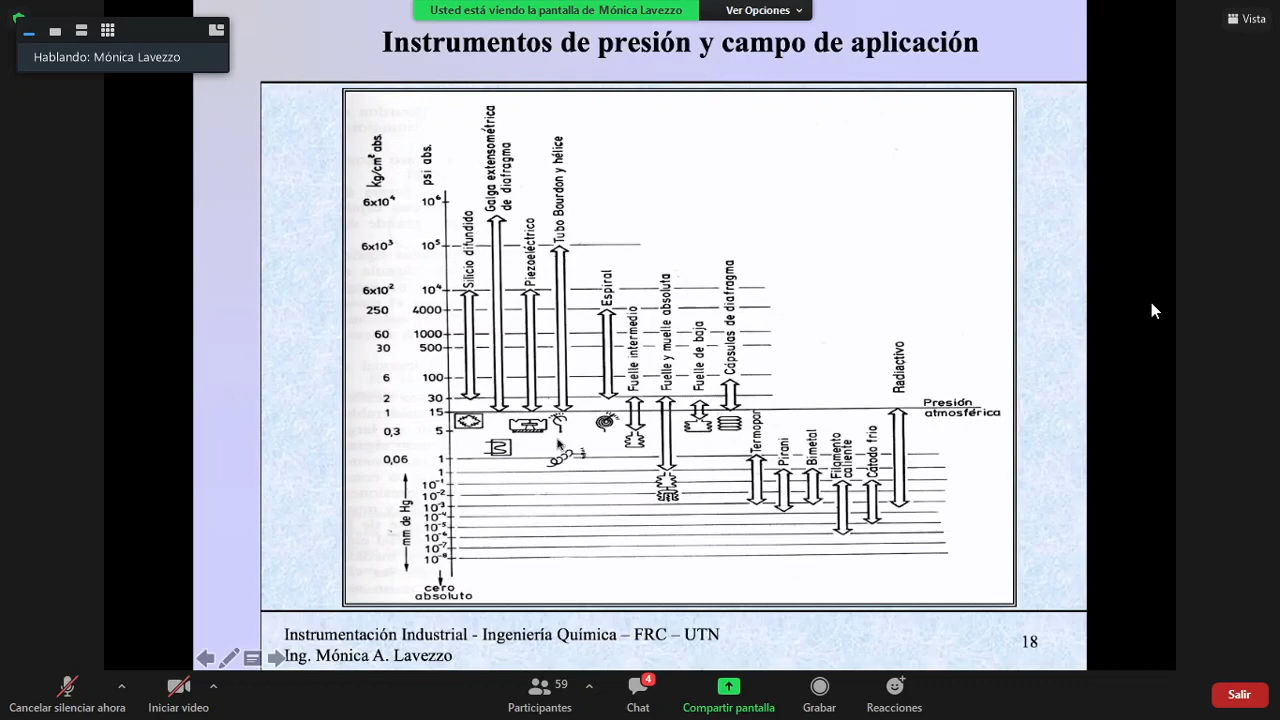 Usted está viendo la pantalla de Mónica Lavezzo
Ver Opciones
Vista
Hablando: Mónica Lavezzo
Instrumentos de presión y campo de aplicación
kg/cm² abs.
psi abs.
6x10⁴ 10⁶
6x10³ 10⁵
6x10² 10⁴
250 4000
60 1000
30 500
6 100
2 30
1 15
0,3 5
0,06 1
1
10⁻¹
10⁻²
10⁻³
10⁻⁴
10⁻⁵
10⁻⁶
10⁻⁷
10⁻⁸
mm de Hg
cero
absoluto
Silicio difundido
Galga extensométrica
de diafragma
Piezoeléctrico
Tubo Bourdon y hélice
Espiral
Fuelle intermedio
Fuelle y muelle absoluta
Fuelle de baja
Cápsulas de diafragma
Termopar
Pirani
Bimetal
Filamento
caliente
Cátodo frio
Radiactivo
Presión
atmosférica
Instrumentación Industrial - Ingeniería Química – FRC – UTN
Ing. Mónica A. Lavezzo
18
Cancelar silenciar ahora
Iniciar video
59
Participantes
4
Chat
Compartir pantalla
Grabar
Reacciones
Salir